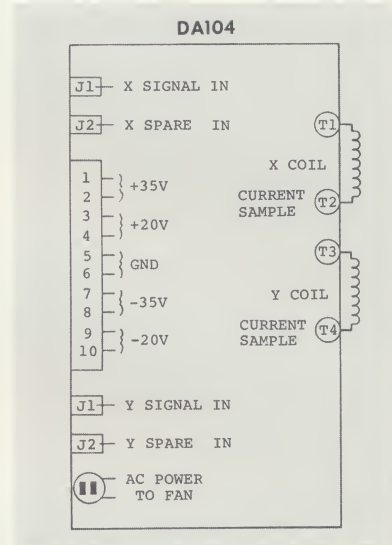 DA104
J1 X SIGNAL IN
J2 X SPARE IN
T1
X COIL
CURRENT
SAMPLE
T2
1
2
+35V
3
4
+20V
5
6
GND
7
8
-35V
9
10
-20V
T3
Y COIL
CURRENT
SAMPLE
T4
J1 Y SIGNAL IN
J2 Y SPARE IN
AC POWER
TO FAN